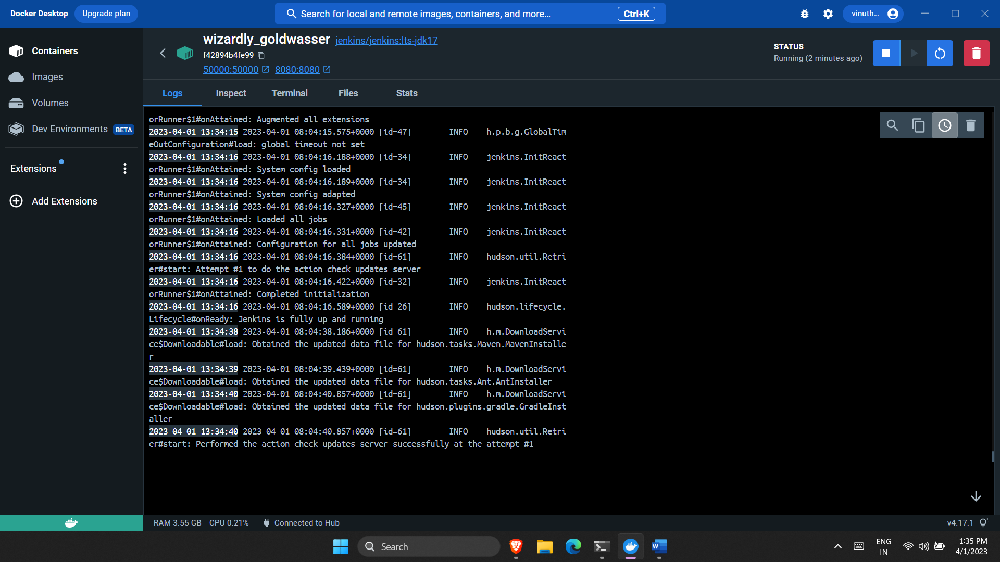 Docker Desktop Upgrade plan Search for local and remote images, containers, and more... Ctrl+K vinuth...
Containers
Images
Volumes
Dev Environments BETA
Extensions
Add Extensions
wizardly_goldwasser jenkins/jenkins:lts-jdk17
f42894b4fe99
50000:50000 8080:8080
STATUS
Running (2 minutes ago)
Logs Inspect Terminal Files Stats
orRunner$1#onAttained: Augmented all extensions
2023-04-01 13:34:15 2023-04-01 08:04:15.575+0000 [id=47] INFO h.p.b.g.GlobalTim
eOutConfiguration#load: global timeout not set
2023-04-01 13:34:16 2023-04-01 08:04:16.188+0000 [id=34] INFO jenkins.InitReact
orRunner$1#onAttained: System config loaded
2023-04-01 13:34:16 2023-04-01 08:04:16.189+0000 [id=34] INFO jenkins.InitReact
orRunner$1#onAttained: System config adapted
2023-04-01 13:34:16 2023-04-01 08:04:16.327+0000 [id=45] INFO jenkins.InitReact
orRunner$1#onAttained: Loaded all jobs
2023-04-01 13:34:16 2023-04-01 08:04:16.331+0000 [id=42] INFO jenkins.InitReact
orRunner$1#onAttained: Configuration for all jobs updated
2023-04-01 13:34:16 2023-04-01 08:04:16.384+0000 [id=61] INFO hudson.util.Retri
er#start: Attempt #1 to do the action check updates server
2023-04-01 13:34:16 2023-04-01 08:04:16.422+0000 [id=32] INFO jenkins.InitReact
orRunner$1#onAttained: Completed initialization
2023-04-01 13:34:16 2023-04-01 08:04:16.589+0000 [id=26] INFO hudson.lifecycle.
Lifecycle#onReady: Jenkins is fully up and running
2023-04-01 13:34:38 2023-04-01 08:04:38.186+0000 [id=61] INFO h.m.DownloadServi
ce$Downloadable#load: Obtained the updated data file for hudson.tasks.Maven.MavenInstalle
r
2023-04-01 13:34:39 2023-04-01 08:04:39.439+0000 [id=61] INFO h.m.DownloadServi
ce$Downloadable#load: Obtained the updated data file for hudson.tasks.Ant.AntInstaller
2023-04-01 13:34:40 2023-04-01 08:04:40.857+0000 [id=61] INFO h.m.DownloadServi
ce$Downloadable#load: Obtained the updated data file for hudson.plugins.gradle.GradleInst
aller
2023-04-01 13:34:40 2023-04-01 08:04:40.857+0000 [id=61] INFO hudson.util.Retri
er#start: Performed the action check updates server successfully at the attempt #1
RAM 3.55 GB CPU 0.21% Connected to Hub v4.17.1
Search
W
ENG
IN
1:35 PM
4/1/2023